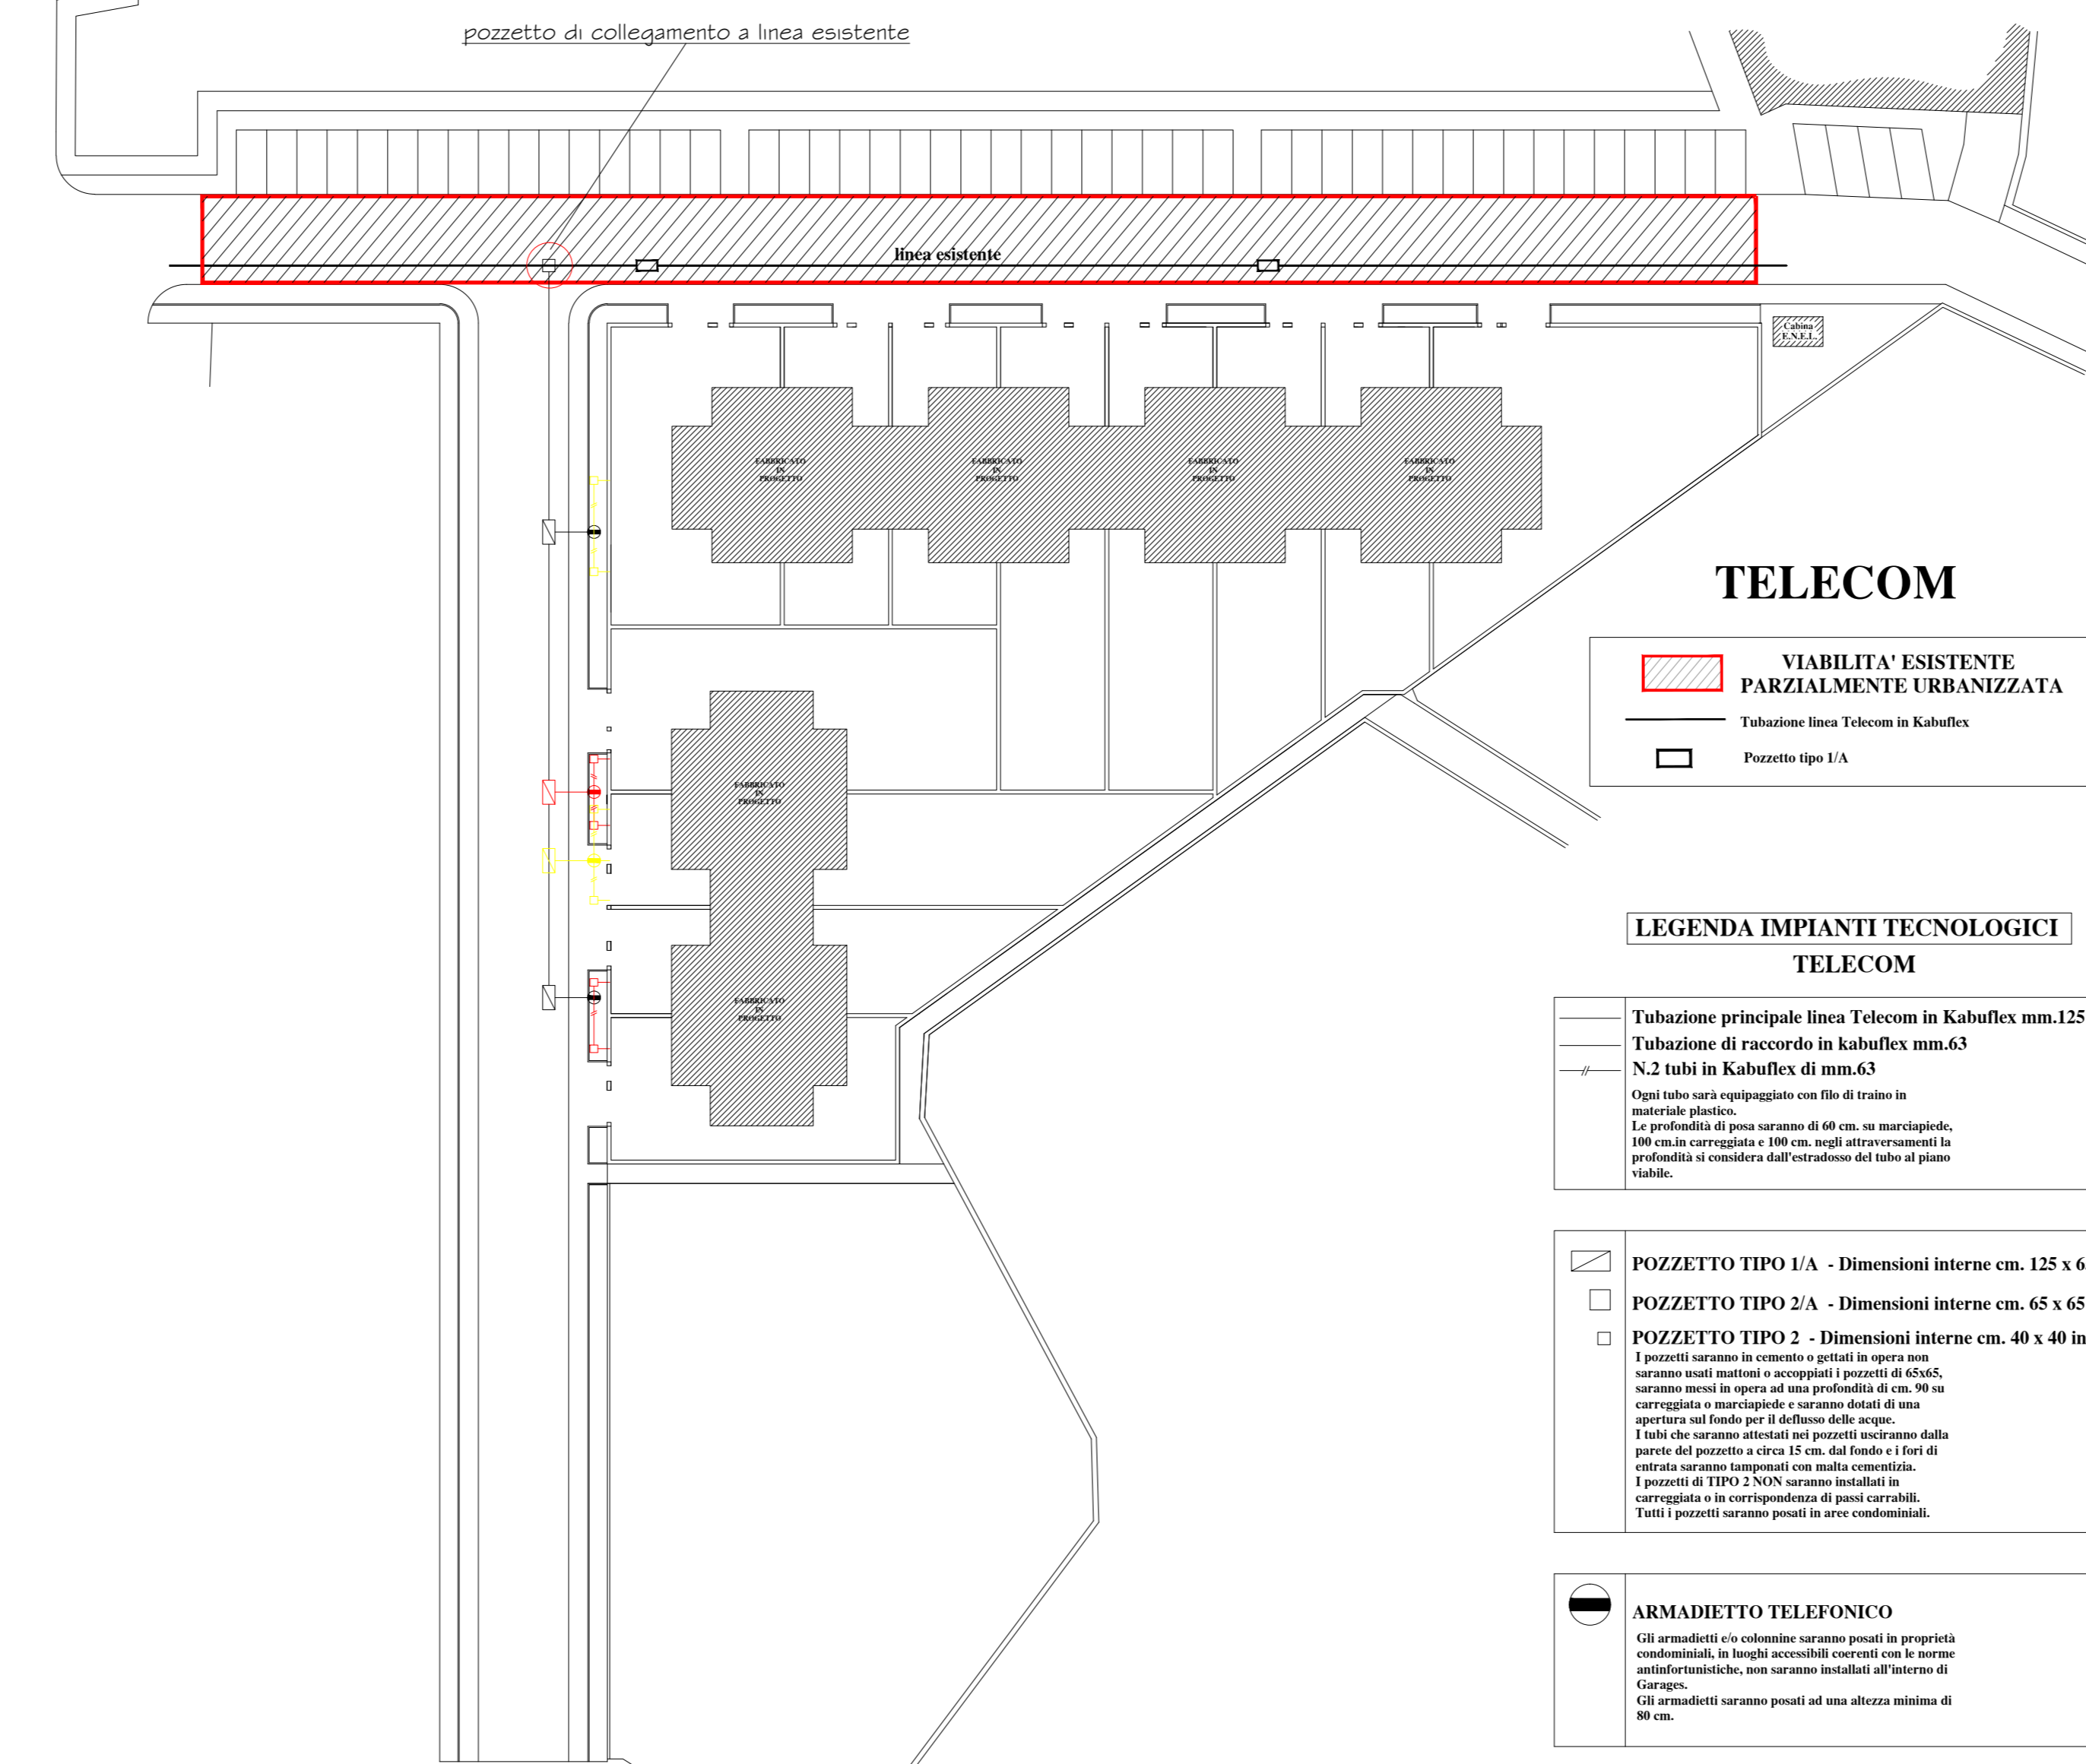 pozzetto di collegamento a linea esistente
linea esistente
Cabina
E.N.E.L.
FABBRICATO
IN
PROGETTO
FABBRICATO
IN
PROGETTO
FABBRICATO
IN
PROGETTO
FABBRICATO
IN
PROGETTO
TELECOM
VIABILITA' ESISTENTE
PARZIALMENTE URBANIZZATA
Tubazione linea Telecom in Kabuflex
Pozzetto tipo 1/A
FABBRICATO
IN
PROGETTO
FABBRICATO
IN
PROGETTO
LEGENDA IMPIANTI TECNOLOGICI
TELECOM
Tubazione principale linea Telecom in Kabuflex mm.125
Tubazione di raccordo in kabuflex mm.63
N.2 tubi in Kabuflex di mm.63
Ogni tubo sarà equipaggiato con filo di traino in
materiale plastico.
Le profondità di posa saranno di 60 cm. su marciapiede,
100 cm.in carreggiata e 100 cm. negli attraversamenti la
profondità si considera dall'estradosso del tubo al piano
viabile.
POZZETTO TIPO 1/A - Dimensioni interne cm. 125 x 6
POZZETTO TIPO 2/A - Dimensioni interne cm. 65 x 65
POZZETTO TIPO 2 - Dimensioni interne cm. 40 x 40 in
I pozzetti saranno in cemento o gettati in opera non
saranno usati mattoni o accoppiati i pozzetti di 65x65,
saranno messi in opera ad una profondità di cm. 90 su
carreggiata o marciapiede e saranno dotati di una
apertura sul fondo per il deflusso delle acque.
I tubi che saranno attestati nei pozzetti usciranno dalla
parete del pozzetto a circa 15 cm. dal fondo e i fori di
entrata saranno tamponati con malta cementizia.
I pozzetti di TIPO 2 NON saranno installati in
carreggiata o in corrispondenza di passi carrabili.
Tutti i pozzetti saranno posati in aree condominiali.
ARMADIETTO TELEFONICO
Gli armadietti e/o colonnine saranno posati in proprietà
condominiali, in luoghi accessibili coerenti con le norme
antinfortunistiche, non saranno installati all'interno di
Garages.
Gli armadietti saranno posati ad una altezza minima di
80 cm.